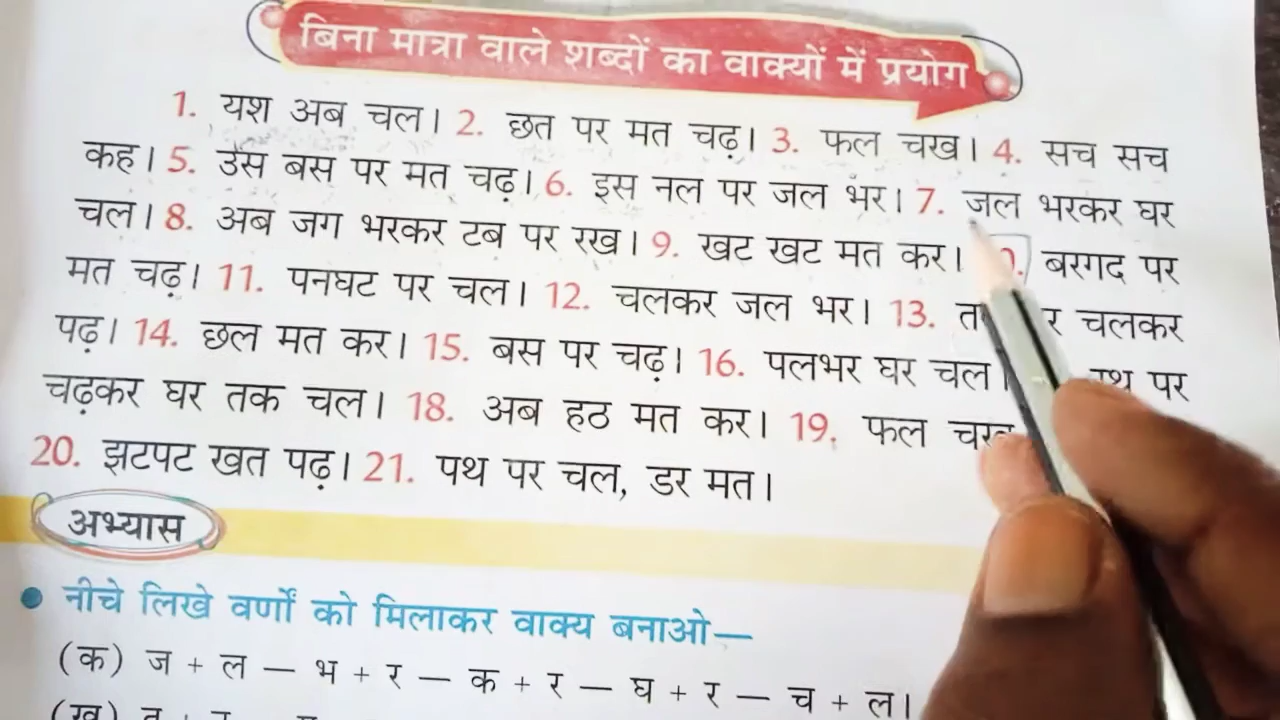 बिना मात्रा वाले शब्दों का वाक्यों में प्रयोग
1. यश अब चल। 2. छत पर मत चढ़। 3. फल चख। 4. सच सच
कह। 5. उस बस पर मत चढ़। 6. इस नल पर जल भर। 7. जल भरकर घर
चल। 8. अब जग भरकर टब पर रख। 9. खट खट मत कर। बरगद पर
मत चढ़। 11. पनघट पर चल। 12. चलकर जल भर। 13. चलकर
पढ़। 14. छल मत कर। 15. बस पर चढ़। 16. पलभर घर चल। पर
चढ़कर घर तक चल। 18. अब हठ मत कर। 19. फल
20. झटपट खत पढ़। 21. पथ पर चल, डर मत।
अभ्यास
● नीचे लिखे वर्णों को मिलाकर वाक्य बनाओ—
(क) ज + ल — भ + र — क + र — घ + र — च + ल।
(ख)